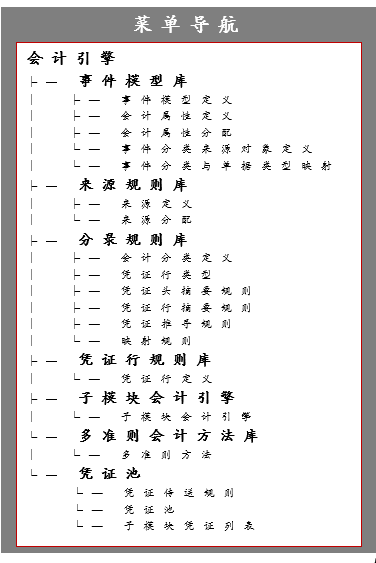 菜单导航
会计引擎
├ — 事件模型库
│ ├ — 事件模型定义
│ ├ — 会计属性定义
│ ├ — 会计属性分配
│ └ — 事件分类来源对象定义
│ └ — 事件分类与单据类型映射
├ — 来源规则库
│ ├ — 来源定义
│ └ — 来源分配
├ — 分录规则库
│ ├ — 会计分类定义
│ ├ — 凭证行类型
│ ├ — 凭证头摘要规则
│ ├ — 凭证行摘要规则
│ ├ — 凭证推导规则
│ └ — 映射规则
├ — 凭证行规则库
│ └ — 凭证行定义
├ — 子模块会计引擎
│ └ — 子模块会计引擎
└ — 多准则会计方法库
│ └ — 多准则方法
└ — 凭证池
└ — 凭证传送规则
└ — 凭证池
└ — 子模块凭证列表